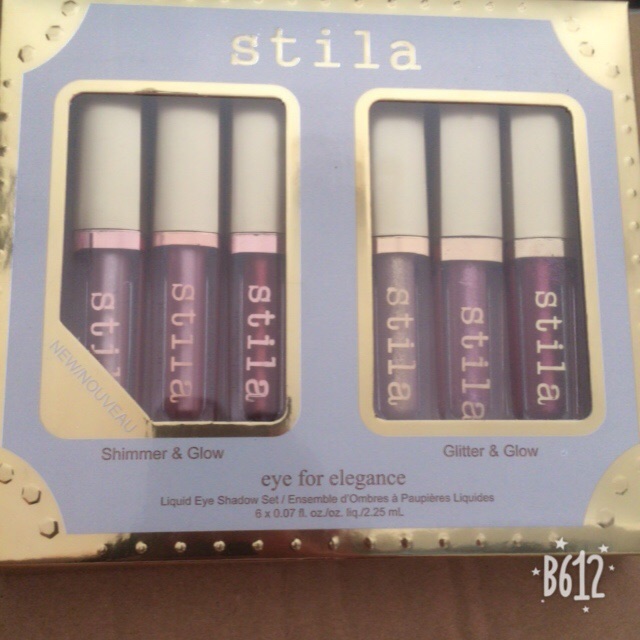 stila
stila
stila
stila
stila
stila
stila
NEW/NOUVEAU
Shimmer & Glow
Glitter & Glow
eye for elegance
Liquid Eye Shadow Set / Ensemble d'Ombres à Paupières Liquides
6 x 0.07 fl. oz./oz. liq./2.25 mL
B612